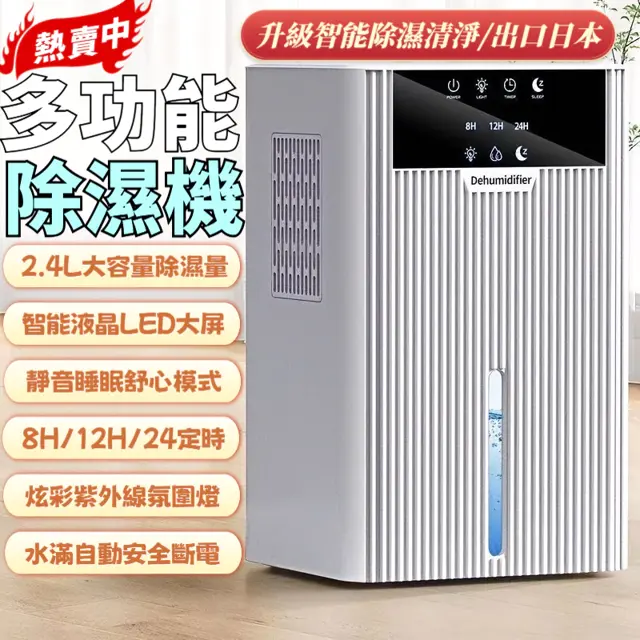 熱賣中
升級智能除濕清淨/出口日本
多功能
除濕機
2.4L大容量除濕量
智能液晶LED大屏
靜音睡眠舒心模式
8H/12H/24定時
炫彩紫外線氛圍燈
水滿自動安全斷電
POWER LIGHT TIMER SLEEP
8H 12H 24H
Dehumidifier